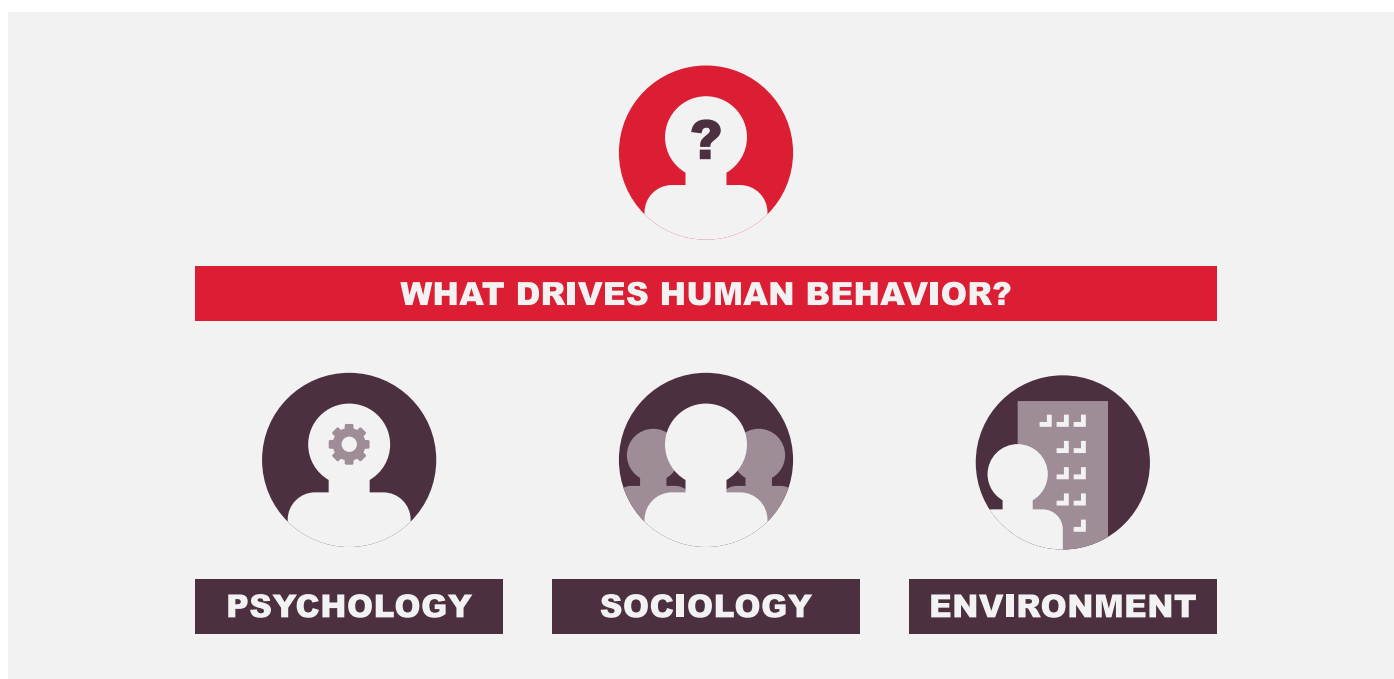 ?
WHAT DRIVES HUMAN BEHAVIOR?
PSYCHOLOGY
SOCIOLOGY
ENVIRONMENT